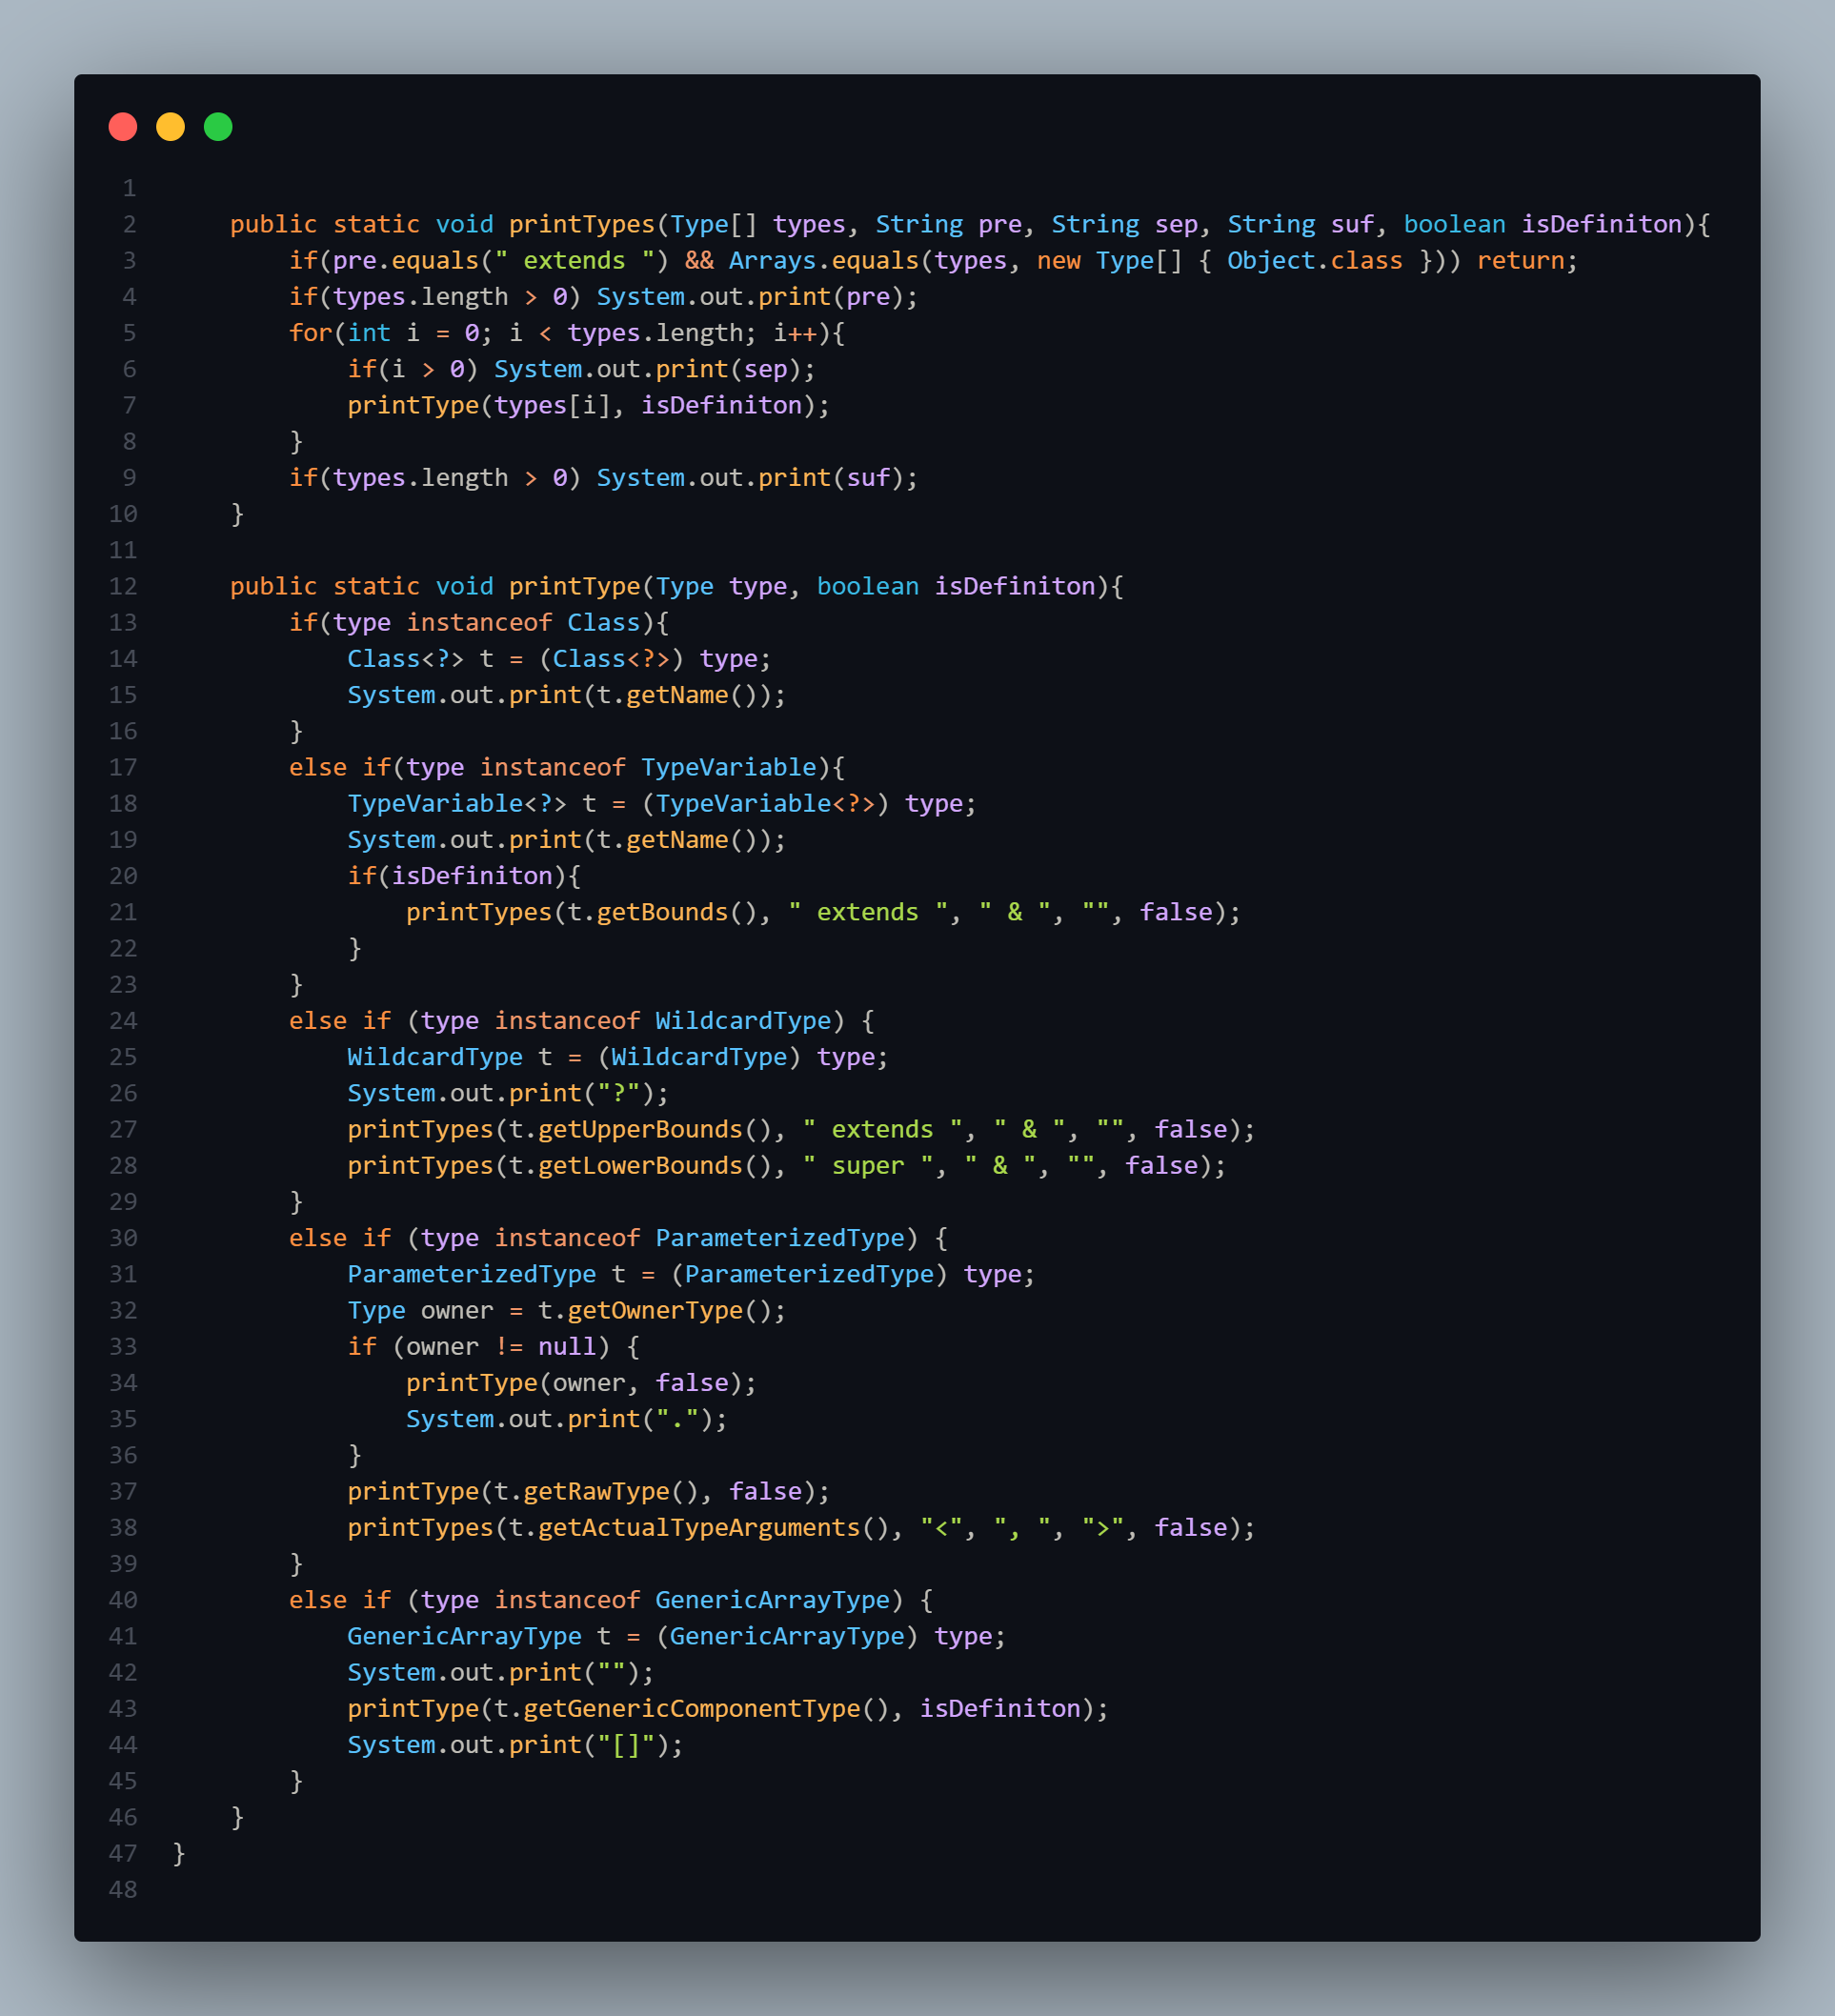 1
2     public static void printTypes(Type[] types, String pre, String sep, String suf, boolean isDefiniton){
3         if(pre.equals(" extends ") && Arrays.equals(types, new Type[] { Object.class })) return;
4         if(types.length > 0) System.out.print(pre);
5         for(int i = 0; i < types.length; i++){
6             if(i > 0) System.out.print(sep);
7             printType(types[i], isDefiniton);
8         }
9         if(types.length > 0) System.out.print(suf);
10     }
11
12     public static void printType(Type type, boolean isDefiniton){
13         if(type instanceof Class){
14             Class<?> t = (Class<?>) type;
15             System.out.print(t.getName());
16         }
17         else if(type instanceof TypeVariable){
18             TypeVariable<?> t = (TypeVariable<?>) type;
19             System.out.print(t.getName());
20             if(isDefiniton){
21                 printTypes(t.getBounds(), " extends ", " & ", "", false);
22             }
23         }
24         else if (type instanceof WildcardType) {
25             WildcardType t = (WildcardType) type;
26             System.out.print("?");
27             printTypes(t.getUpperBounds(), " extends ", " & ", "", false);
28             printTypes(t.getLowerBounds(), " super ", " & ", "", false);
29         }
30         else if (type instanceof ParameterizedType) {
31             ParameterizedType t = (ParameterizedType) type;
32             Type owner = t.getOwnerType();
33             if (owner != null) {
34                 printType(owner, false);
35                 System.out.print(".");
36             }
37             printType(t.getRawType(), false);
38             printTypes(t.getActualTypeArguments(), "<", ", ", ">", false);
39         }
40         else if (type instanceof GenericArrayType) {
41             GenericArrayType t = (GenericArrayType) type;
42             System.out.print("");
43             printType(t.getGenericComponentType(), isDefiniton);
44             System.out.print("[]");
45         }
46     }
47 }
48